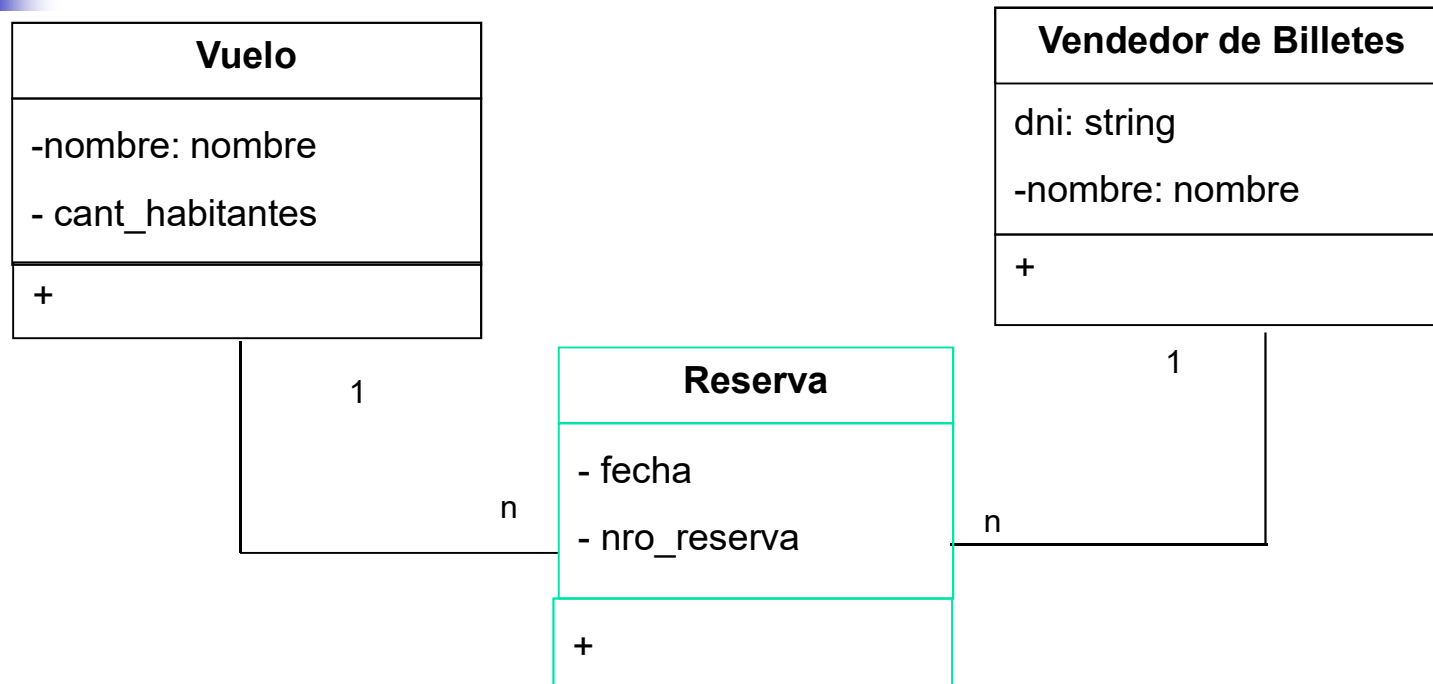 Vuelo
-nombre: nombre
- cant_habitantes
+
Vendedor de Billetes
dni: string
-nombre: nombre
+
1
1
Reserva
- fecha
- nro_reserva
+
n
n